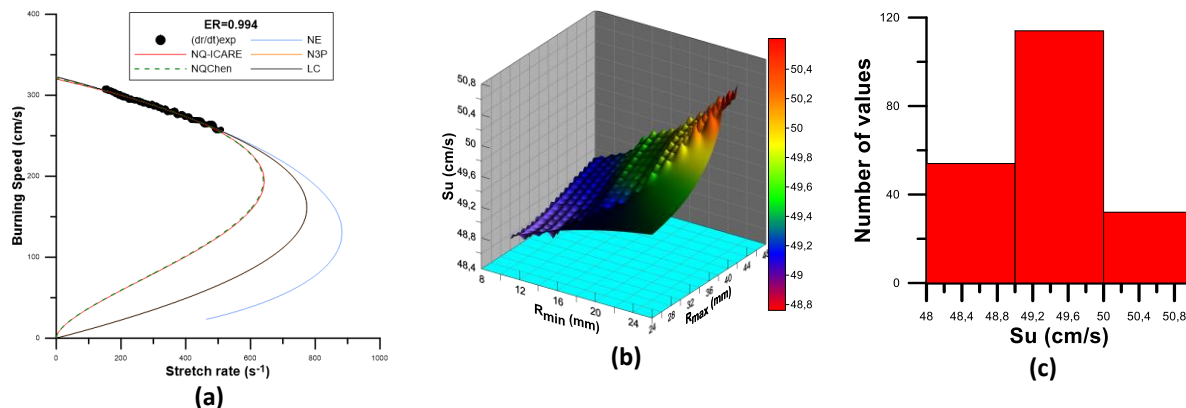 ER=0.994
(dr/dt)exp
NE
NQ-ICARE
N3P
NQChen
LC
400
300
200
100
0
Burning Speed (cm/s)
0
200
400
600
800
1000
Stretch rate (s⁻¹)
(a)
50,8
50,4
50
49,6
49,2
48,8
48,4
Su (cm/s)
8
12
16
20
24
Rmin (mm)
24
28
32
36
40
44
Rmax (mm)
50,4
50,2
50
49,8
49,6
49,4
49,2
49
48,8
(b)
120
80
40
0
Number of values
48
48,4
48,8
49,2
49,6
50
50,4
50,8
Su (cm/s)
(c)